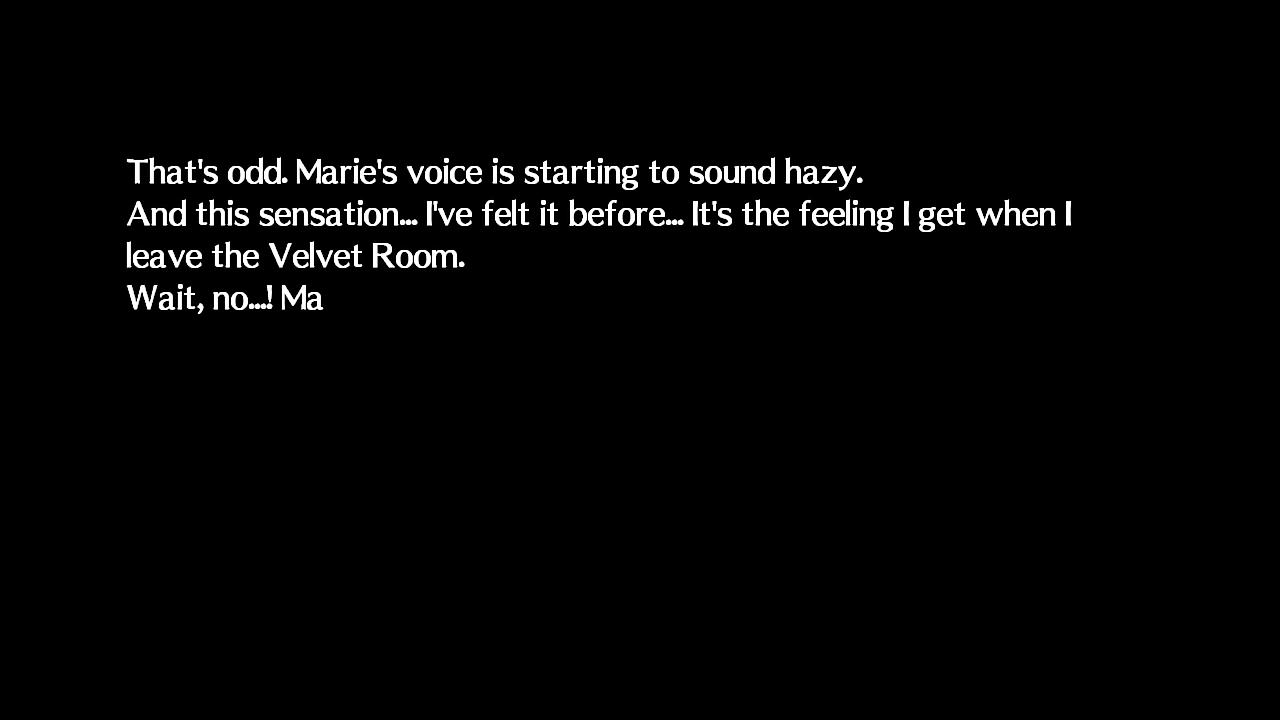 That's odd. Marie's voice is starting to sound hazy.
And this sensation... I've felt it before... It's the feeling I get when I
leave the Velvet Room.
Wait, no...! Ma